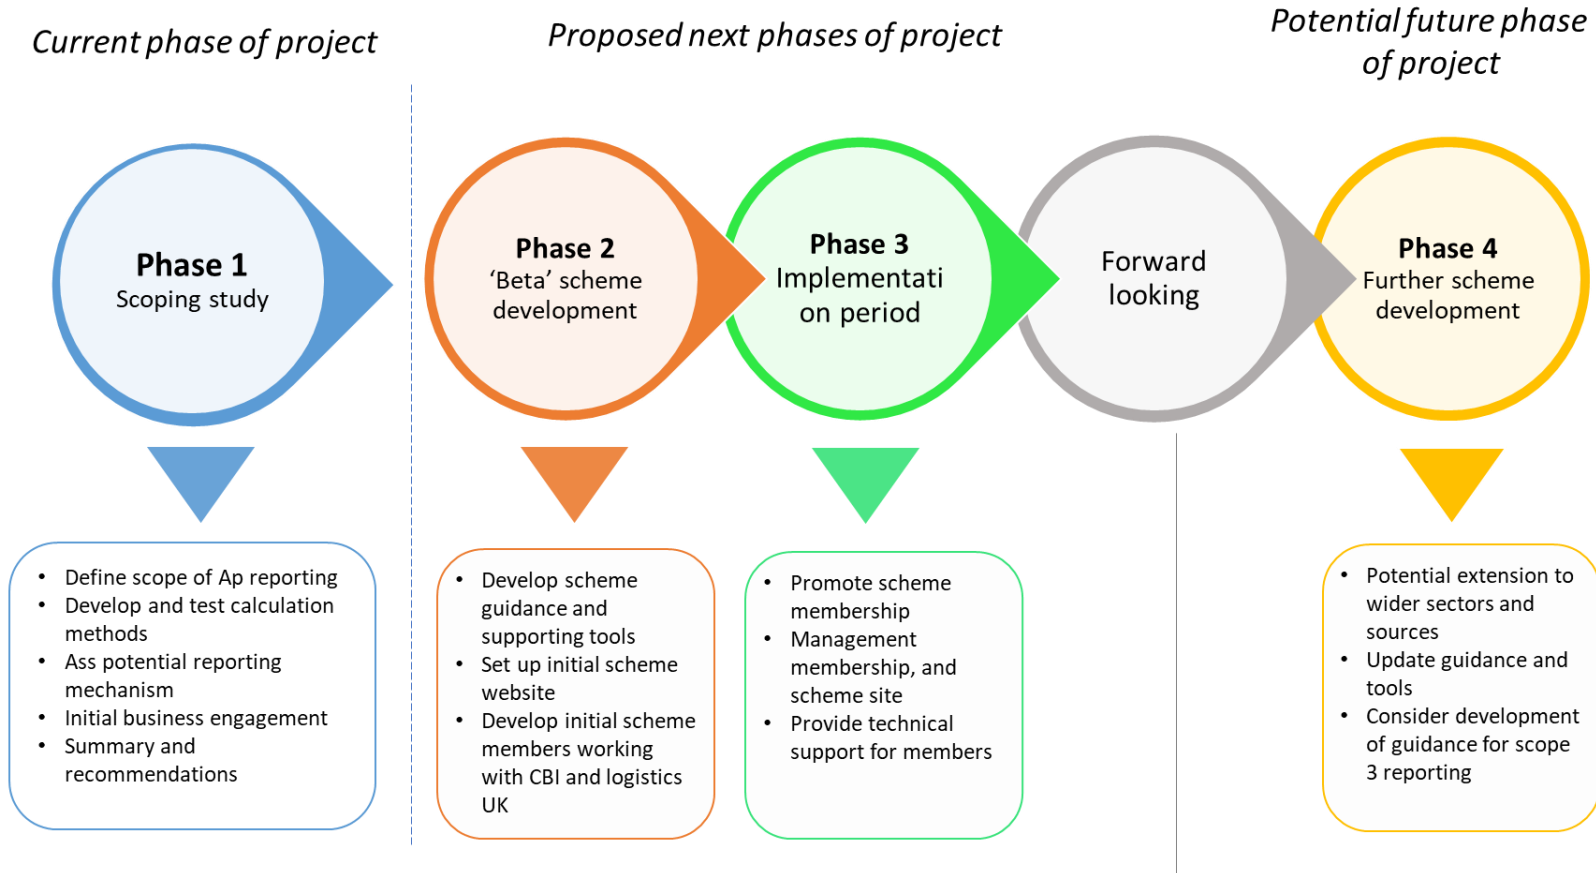 Current phase of project
Proposed next phases of project
Potential future phase
of project
Phase 1
Scoping study
Phase 2
‘Beta’ scheme
development
Phase 3
Implementati
on period
Forward
looking
Phase 4
Further scheme
development
• Define scope of Ap reporting
• Develop and test calculation
methods
• Ass potential reporting
mechanism
• Initial business engagement
• Summary and
recommendations
• Develop scheme
guidance and
supporting tools
• Set up initial scheme
website
• Develop initial scheme
members working
with CBI and logistics
UK
• Promote scheme
membership
• Management
membership, and
scheme site
• Provide technical
support for members
• Potential extension to
wider sectors and
sources
• Update guidance and
tools
• Consider development
of guidance for scope
3 reporting